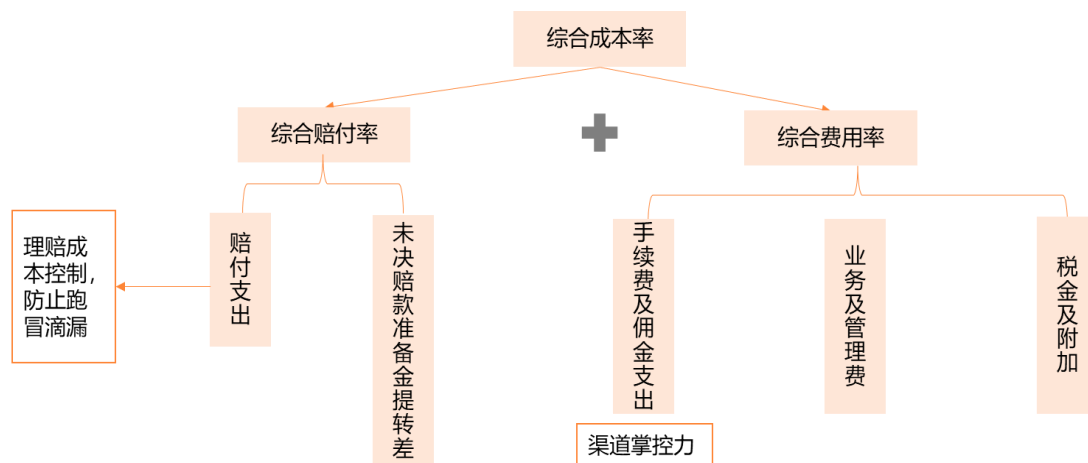 综合成本率
综合赔付率
综合费用率
理赔成
本控制，
防止跑
冒滴漏
赔付支出
未决赔款准备金提转差
手续费及佣金支出
业务及管理费
税金及附加
渠道掌控力